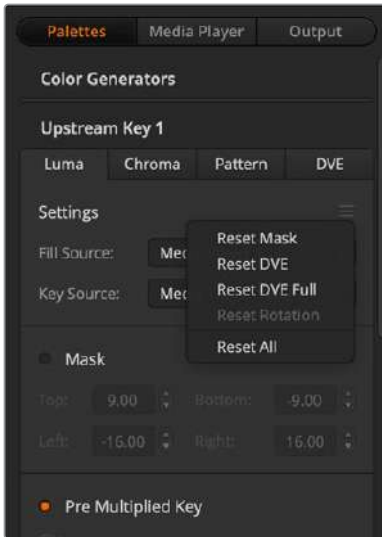 Palettes Media Player Output
Color Generators
Upstream Key 1
Luma Chroma Pattern DVE
Settings
Reset Mask
Fill Source: Med
Reset DVE
Reset DVE Full
Key Source: Med
Reset Rotation
Reset All
Mask
Top: 9.00 Bottom: -9.00
Left: -16.00 Right: 16.00
Pre Multiplied Key